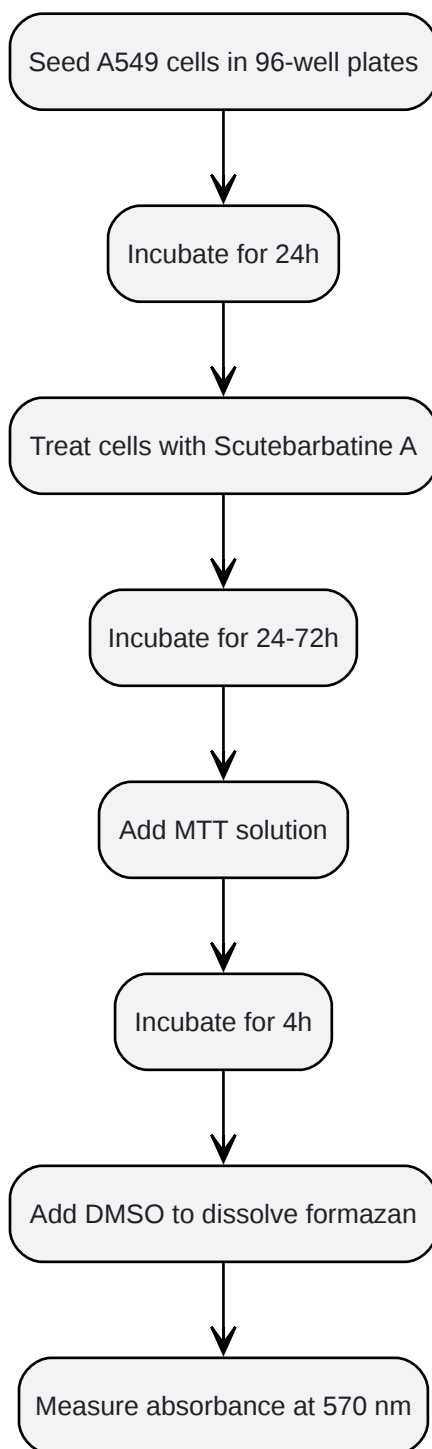 Seed A549 cells in 96-well plates
Incubate for 24h
Treat cells with Scutebarbatine A
Incubate for 24-72h
Add MTT solution
Incubate for 4h
Add DMSO to dissolve formazan
Measure absorbance at 570 nm